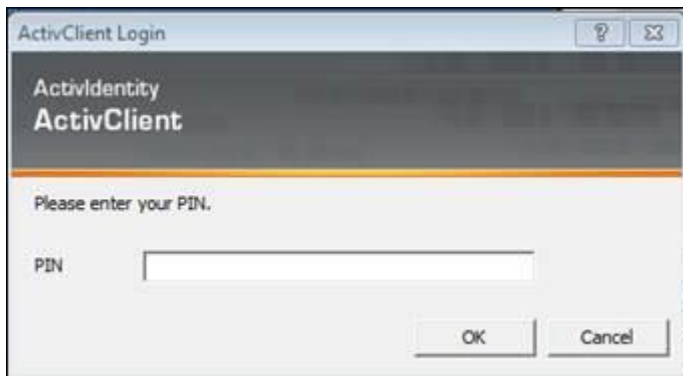 ActivClient Login
ActivIdentity
ActivClient
Please enter your PIN.
PIN
OK Cancel